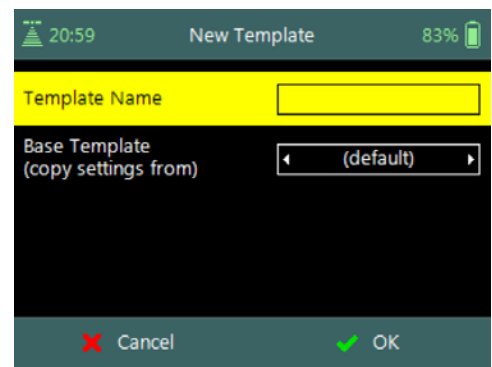 20:59 New Template 83%
Template Name
Base Template
(copy settings from) (default)
Cancel OK